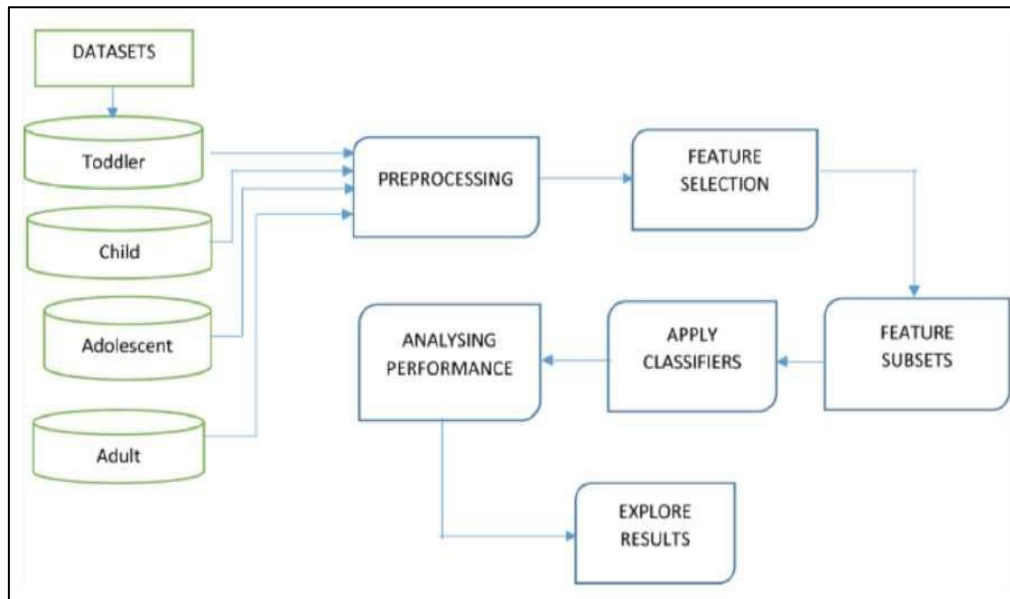 DATASETS
Toddler
Child
Adolescent
Adult
PREPROCESSING
FEATURE
SELECTION
FEATURE
SUBSETS
APPLY
CLASSIFIERS
ANALYSING
PERFORMANCE
EXPLORE
RESULTS